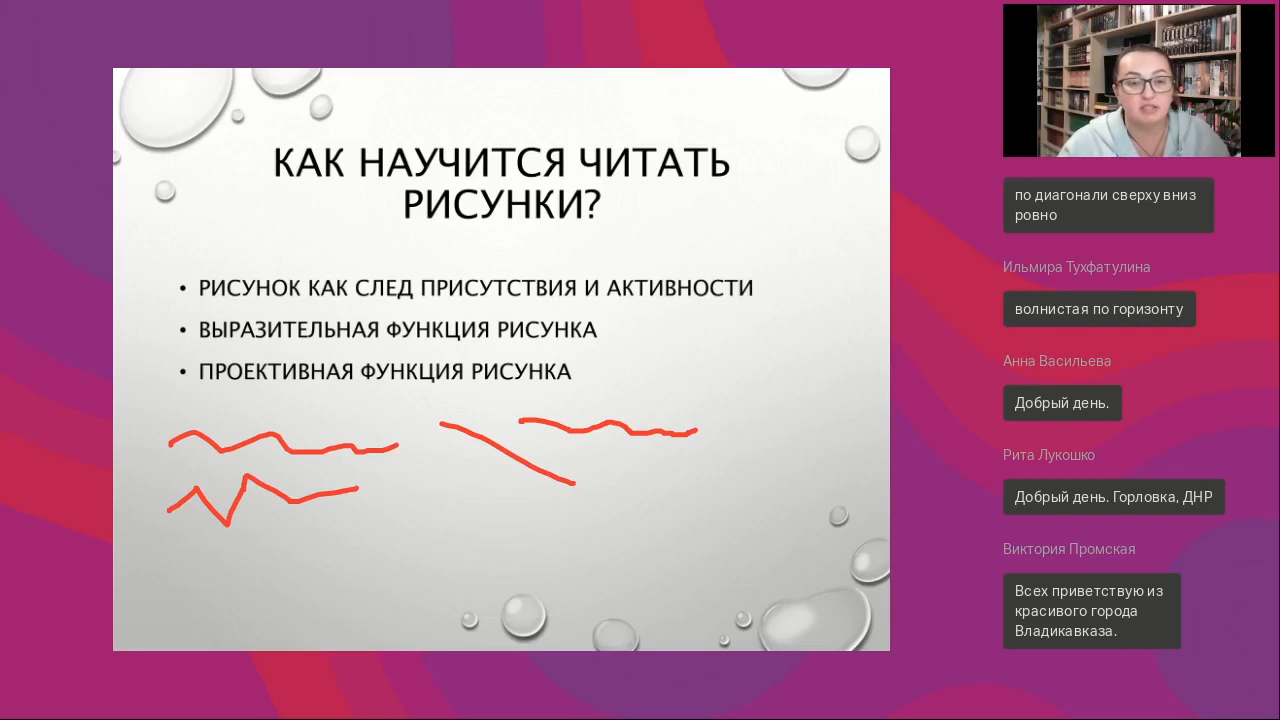 КАК НАУЧИТСЯ ЧИТАТЬ
РИСУНКИ?
• РИСУНОК КАК СЛЕД ПРИСУТСТВИЯ И АКТИВНОСТИ
• ВЫРАЗИТЕЛЬНАЯ ФУНКЦИЯ РИСУНКА
• ПРОЕКТИВНАЯ ФУНКЦИЯ РИСУНКА
по диагонали сверху вниз
ровно
Ильмира Тухфатулина
волнистая по горизонту
Анна Васильева
Добрый день.
Рита Лукошко
Добрый день. Горловка, ДНР
Виктория Промская
Всех приветствую из
красивого города
Владикавказа.